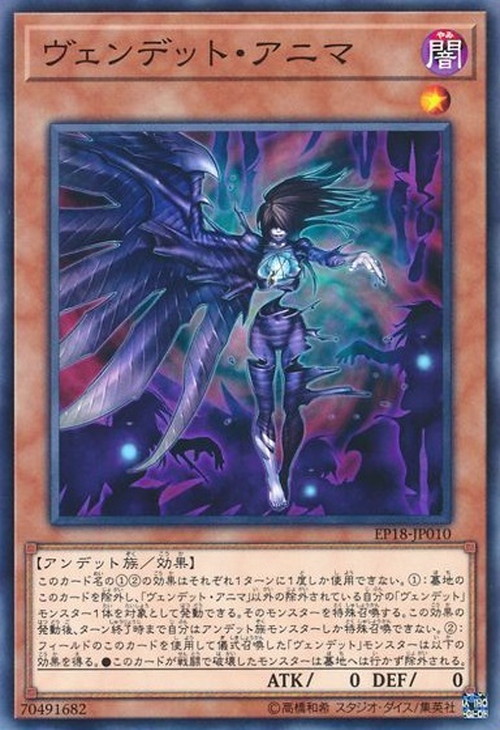 ヴェンデット・アニマ
闇
EP18-JP010
【アンデット族／効果】
このカード名の①②の効果はそれぞれ1ターンに1度しか使用できない。①：墓地の
このカードを除外し、「ヴェンデット・アニマ」以外の除外されている自分の「ヴェンデット」
モンスター1体を対象として発動できる。そのモンスターを特殊召喚する。この効果の
発動後、ターン終了時まで自分はアンデット族モンスターしか特殊召喚できない。②：
フィールドのこのカードを使用して儀式召喚した「ヴェンデット」モンスターは以下の
効果を得る。●このカードが戦闘で破壊したモンスターは墓地へは行かず除外される。
ATK/ 0 DEF/ 0
70491682 ©高橋和希 スタジオ・ダイス/集英社